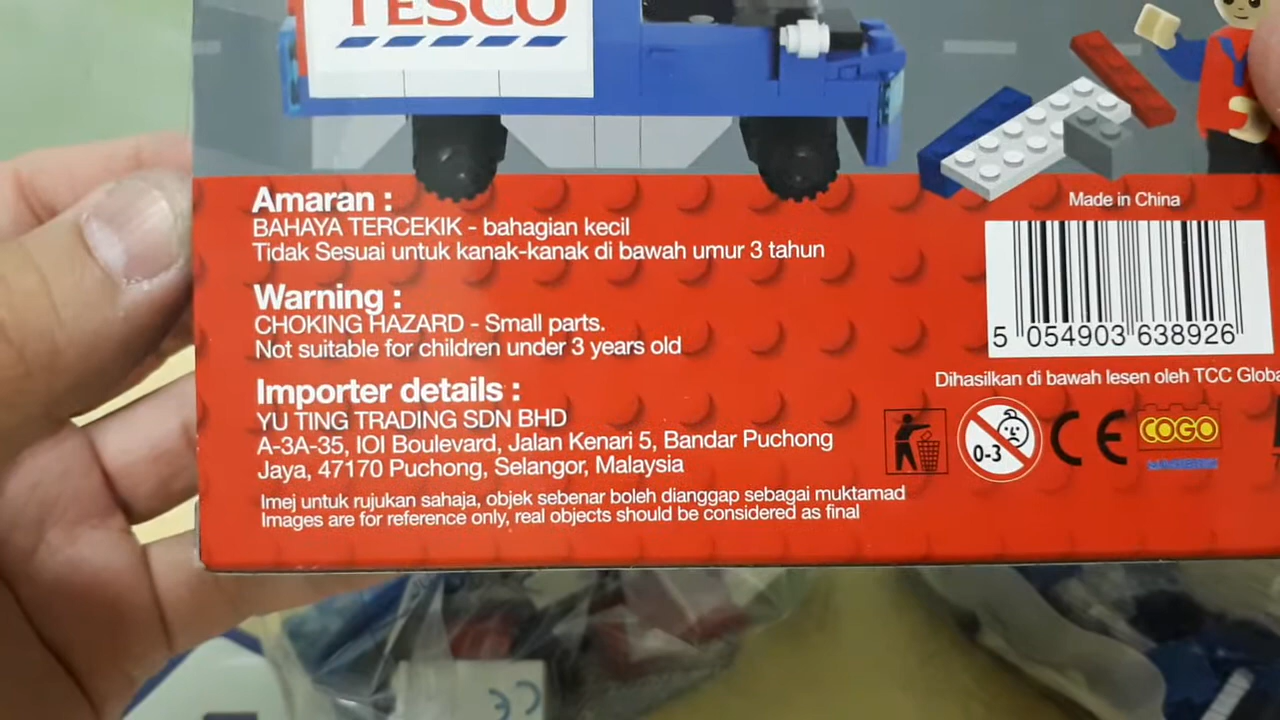 TESCO
Amaran :
BAHAYA TERCEKIK - bahagian kecil
Tidak Sesuai untuk kanak-kanak di bawah umur 3 tahun
Warning :
CHOKING HAZARD - Small parts.
Not suitable for children under 3 years old
Importer details :
YU TING TRADING SDN BHD
A-3A-35, IOI Boulevard, Jalan Kenari 5, Bandar Puchong
Jaya, 47170 Puchong, Selangor, Malaysia
Imej untuk rujukan sahaja, objek sebenar boleh dianggap sebagai muktamad
Images are for reference only, real objects should be considered as final
Made in China
5 054903 638926
Dihasilkan di bawah lesen oleh TCC Globa
0-3
CE
COGO
CE